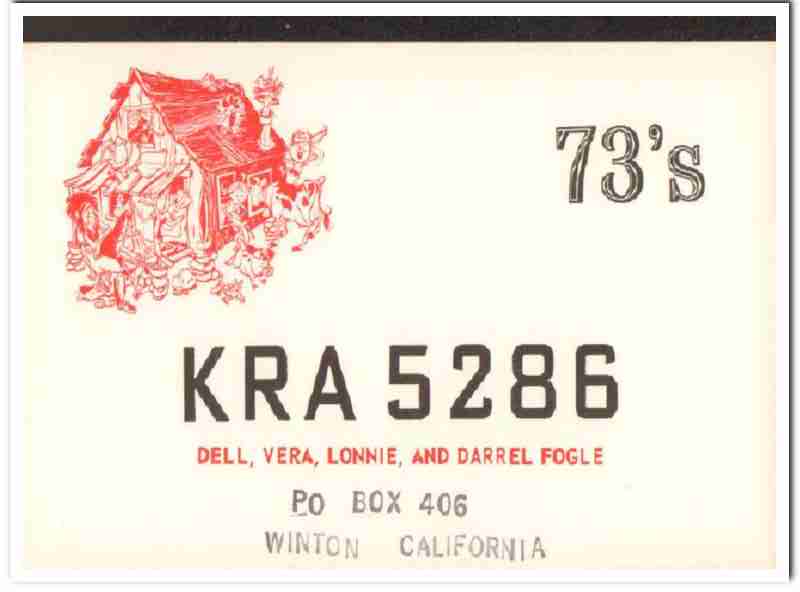 73's
KRA 5286
DELL, VERA, LONNIE, AND DARREL FOGLE
PO BOX 406
WINTON CALIFORNIA